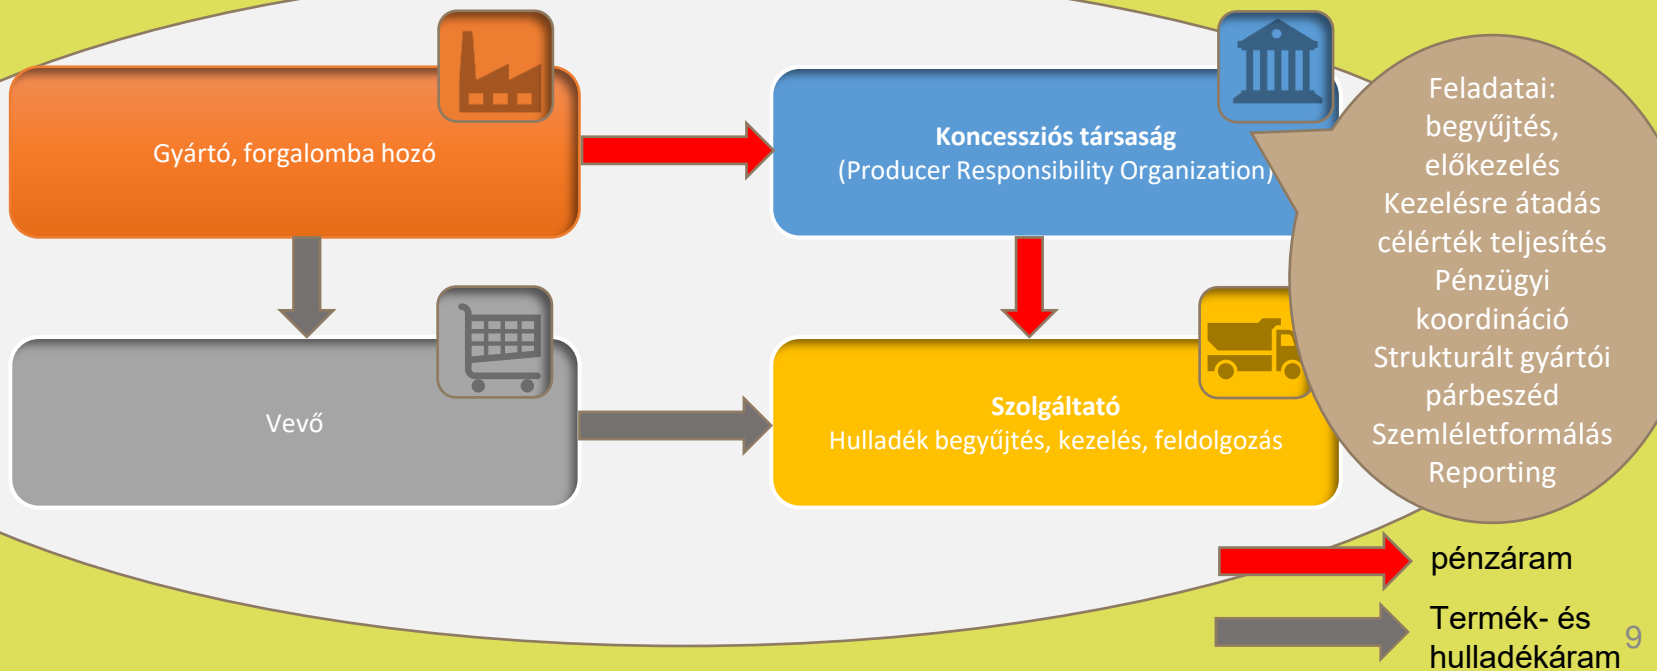 Gyártó, forgalomba hozó
Koncessziós társaság
(Producer Responsibility Organization)
Vevő
Szolgáltató
Hulladék begyűjtés, kezelés, feldolgozás
Feladatai:
begyűjtés,
előkezelés
Kezelésre átadás
célérték teljesítés
Pénzügyi
koordináció
Strukturált gyártói
párbeszéd
Szemléletformálás
Reporting
pénzáram
Termék- és
hulladékáram
9